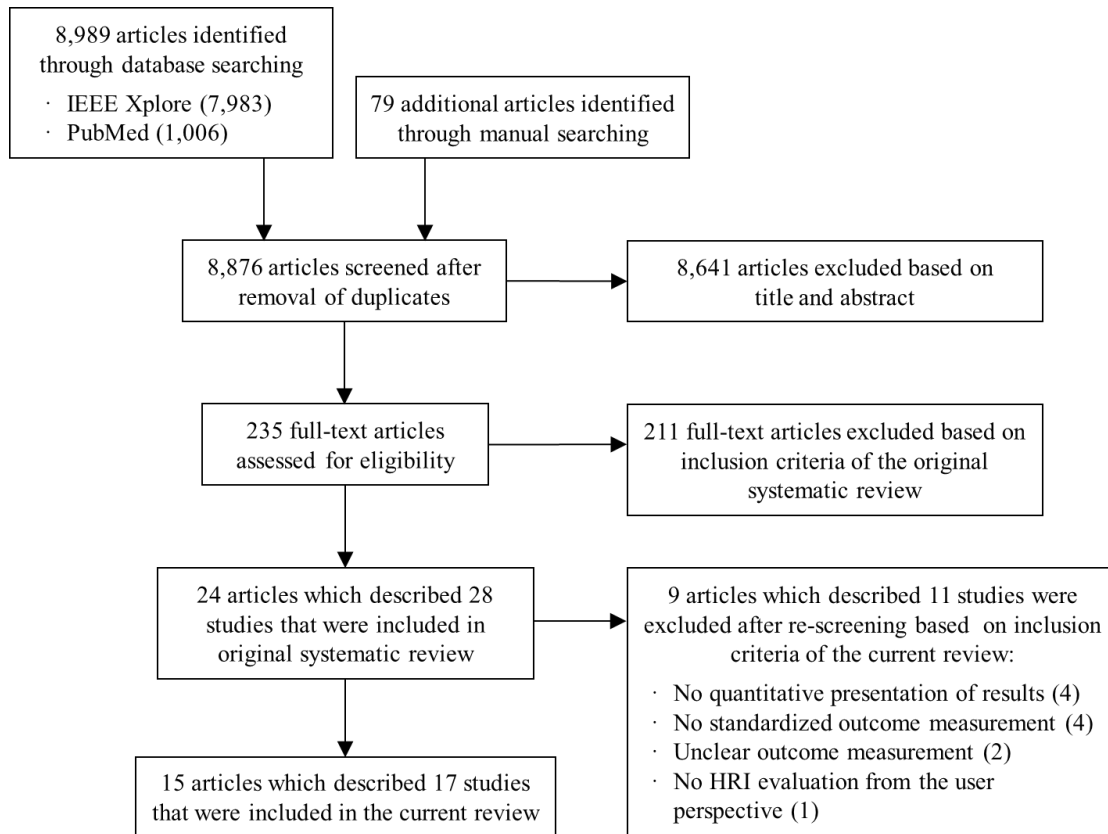 8,989 articles identified
through database searching
· IEEE Xplore (7,983)
· PubMed (1,006)
79 additional articles identified
through manual searching
8,876 articles screened after
removal of duplicates
8,641 articles excluded based on
title and abstract
235 full-text articles
assessed for eligibility
211 full-text articles excluded based on
inclusion criteria of the original
systematic review
24 articles which described 28
studies that were included in
original systematic review
9 articles which described 11 studies were
excluded after re-screening based  on inclusion
criteria of the current review:
· No quantitative presentation of results (4)
· No standardized outcome measurement (4)
· Unclear outcome measurement (2)
· No HRI evaluation from the user
perspective (1)
15 articles which described 17 studies
that were included in the current review